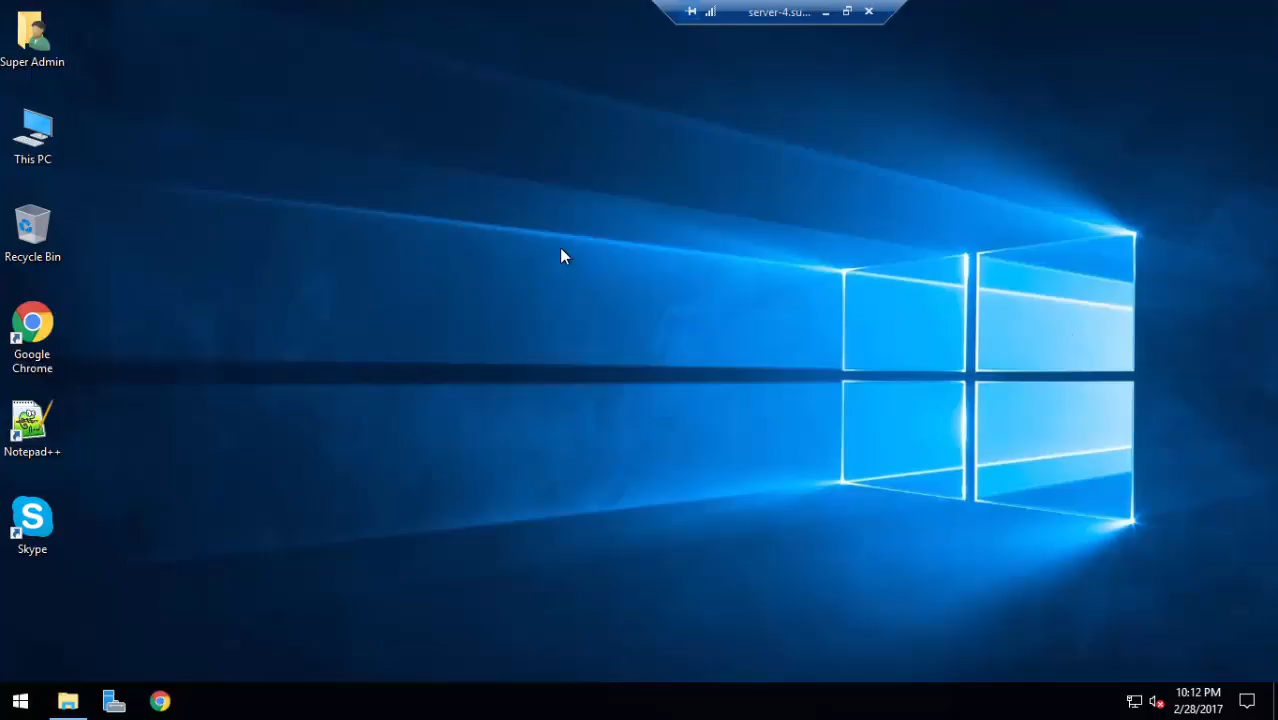 server-4.su...
Super Admin
This PC
Recycle Bin
Google
Chrome
Notepad++
S
Skype
10:12 PM
2/28/2017